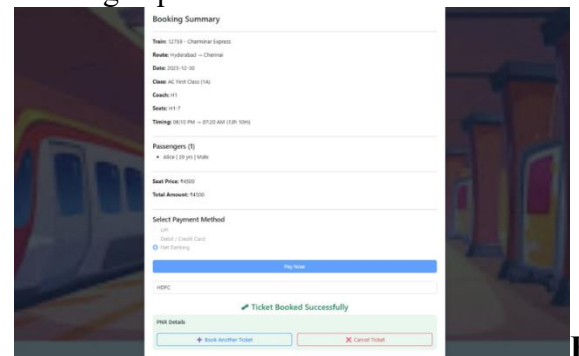 Booking Summary
Train: 12759 - Charminar Express
Route: Hyderabad → Chennai
Date: 2025-12-30
Class: AC First Class (1A)
Coach: H1
Seats: H1-7
Timing: 06:10 PM → 07:20 AM (13h 10m)
Passengers (1)
• Alice | 20 yrs | Male
Seat Price: ₹4500
Total Amount: ₹4500
Select Payment Method
UPI
Debit / Credit Card
Net Banking
Pay Now
HDFC
Ticket Booked Successfully
PNR Details
+ Book Another Ticket
❌ Cancel Ticket